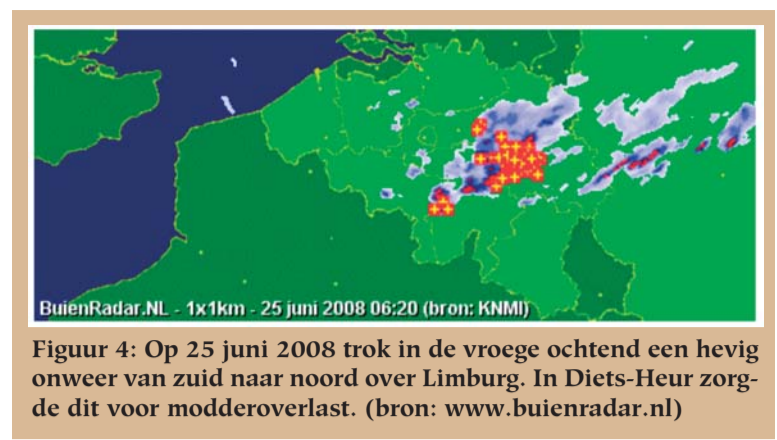 BuienRadar.NL - 1x1km - 25 juni 2008 06:20 (bron: KNMI)
Figuur 4: Op 25 juni 2008 trok in de vroege ochtend een hevig
onweer van zuid naar noord over Limburg. In Diets-Heur zorg-
de dit voor modderoverlast. (bron: www.buienradar.nl)